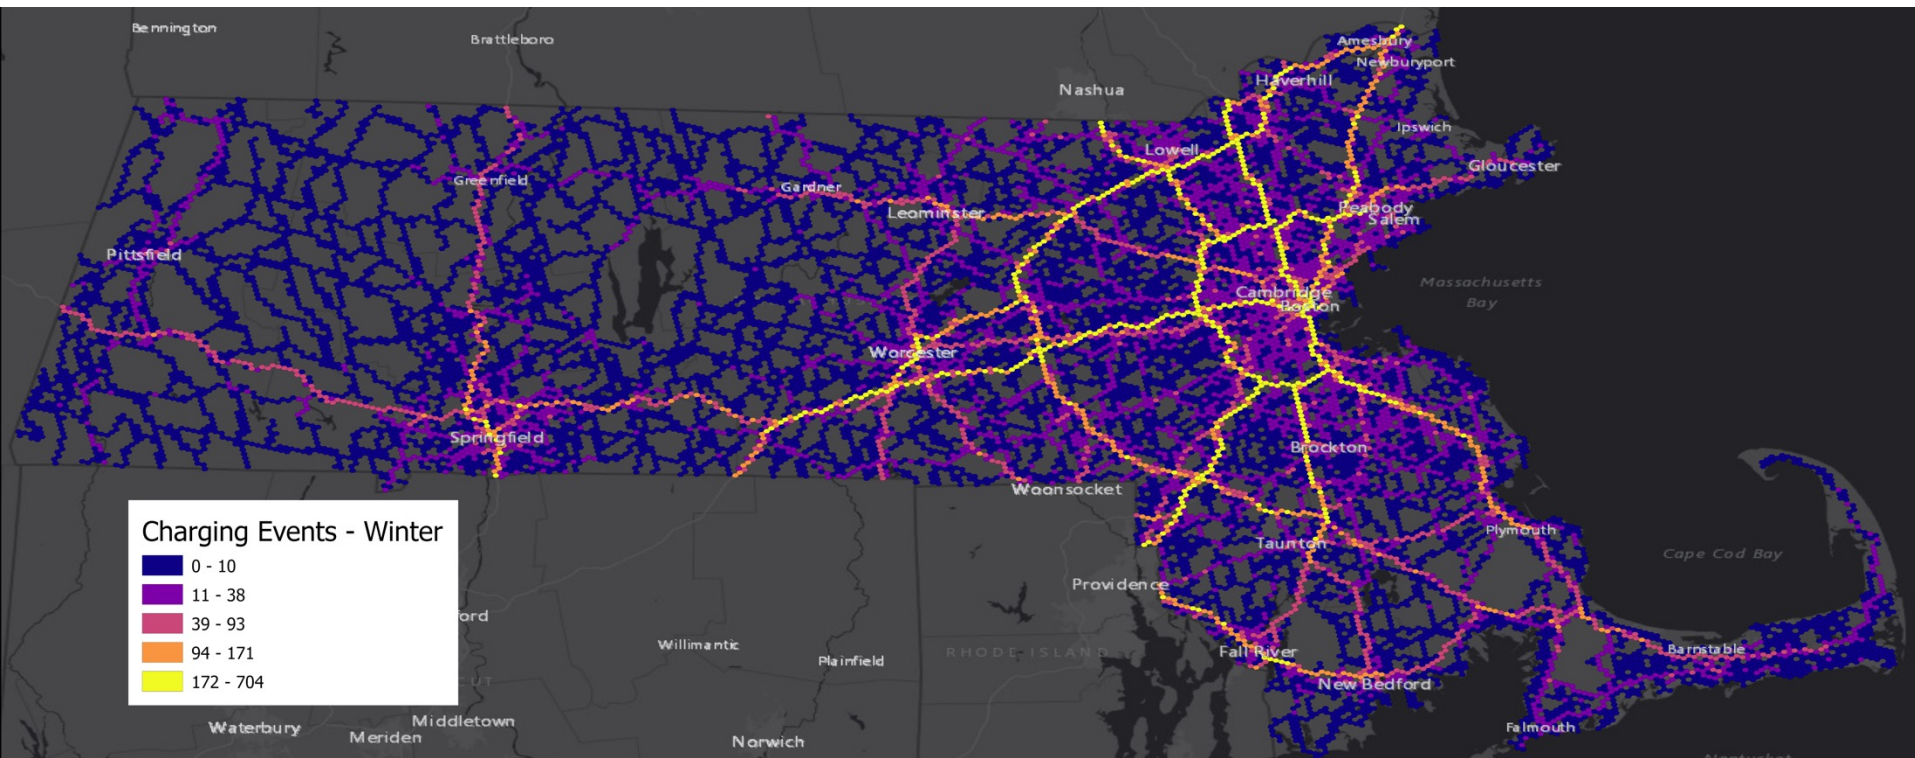 Bennington
Brattleboro
Amesbury
Newburyport
Haverhill
Nashua
Ipswich
Lowell
Gloucester
Greenfield
Gardner
Peabody
Salem
Leominster
Pittsfield
Massachusetts
Bay
Cambridge
Boston
Worcester
Springfield
Brockton
Woonsocket
Charging Events - Winter
0 - 10
11 - 38
39 - 93
94 - 171
172 - 704
Plymouth
Taunton
Cape Cod Bay
Providence
ford
Willimantic
RHODE ISLAND
Plainfield
Fall River
Barnstable
CUT
New Bedford
Waterbury
Middletown
Meriden
Norwich
Falmouth
Nantucket